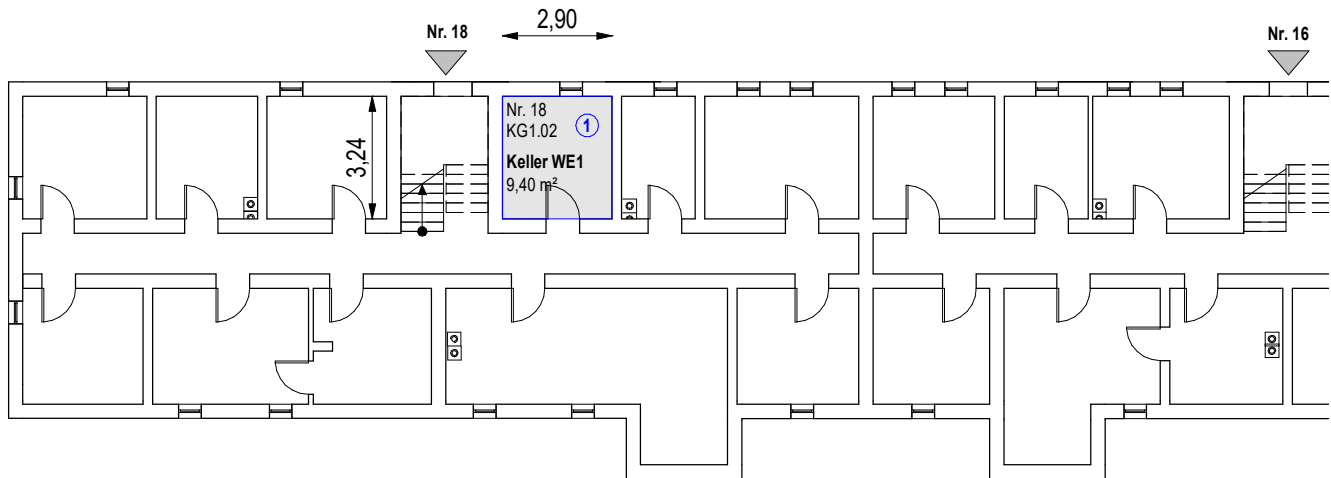 2,90
Nr. 18
Nr. 16
3,24
Nr. 18
KG1.02
1
Keller WE1
9,40 m²